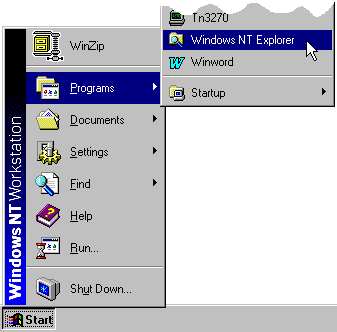 Tn3270
Windows NT Explorer
Winword
Startup
WinZip
Programs
Documents
Settings
Find
Help
Run...
Shut Down...
Windows NT Workstation
Start